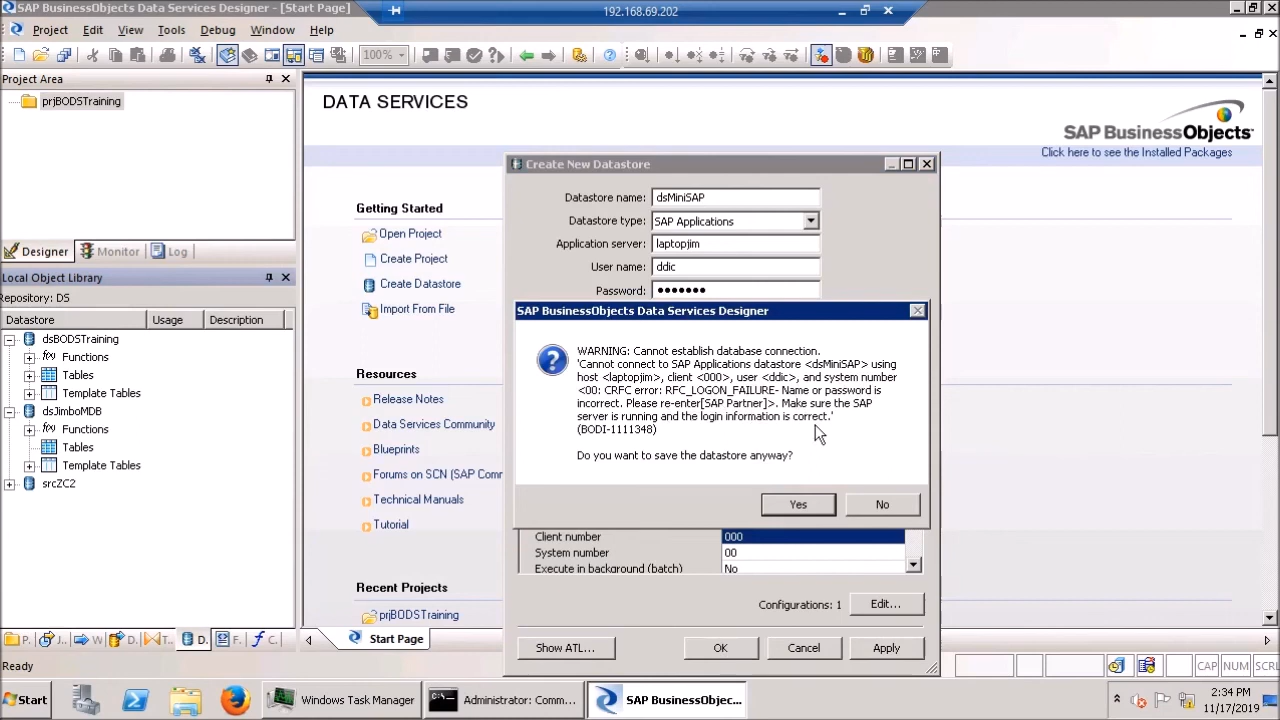 SAP BusinessObjects Data Services Designer - [Start Page]
192.168.69.202
Project Edit View Tools Debug Window Help
100%
Project Area
prjBODSTraining
Designer Monitor Log
Local Object Library
Repository: DS
Datastore Usage Description
dsBODSTraining
Functions
Tables
Template Tables
dsJimboMDB
Functions
Tables
Template Tables
srcZC2
P. J.. W. D. T.. D. F. C.
DATA SERVICES
SAP BusinessObjects
Click here to see the Installed Packages
Getting Started
Open Project
Create Project
Create Datastore
Import From File
Resources
Release Notes
Data Services Community
Blueprints
Forums on SCN (SAP Comm
Technical Manuals
Tutorial
Recent Projects
prjBODSTraining
Start Page
Create New Datastore
Datastore name: dsMiniSAP
Datastore type: SAP Applications
Application server: laptopjim
User name: ddic
Password: •••••••
SAP BusinessObjects Data Services Designer
WARNING: Cannot establish database connection.
'Cannot connect to SAP Applications datastore <dsMiniSAP> using
host <laptopjim>, client <000>, user <ddic>, and system number
<00: CRFC error: RFC_LOGON_FAILURE- Name or password is
incorrect. Please re-enter[SAP Partner]>. Make sure the SAP
server is running and the login information is correct.'
(BODI-1111348)
Do you want to save the datastore anyway?
Yes No
Client number 000
System number 00
Execute in background (batch) No
Configurations: 1 Edit...
Show ATL... OK Cancel Apply
Ready
CAP NUM SCRL
Start Windows Task Manager Administrator: Comm... SAP BusinessObjec...
2:34 PM
11/17/2019